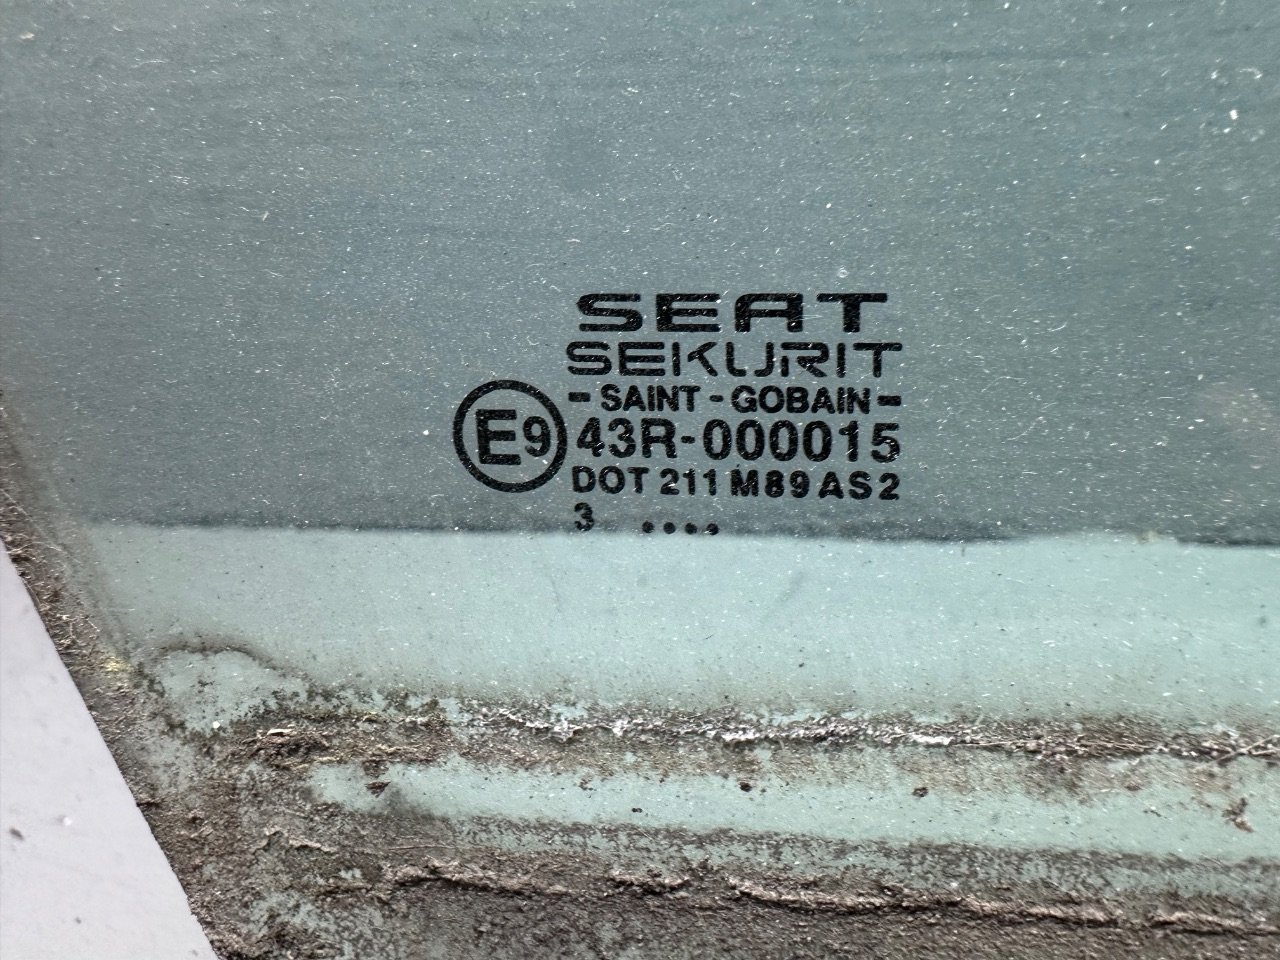 SEAT
SEKURIT
- SAINT - GOBAIN -
E9 43R-000015
DOT 211 M89 AS2
3 ....